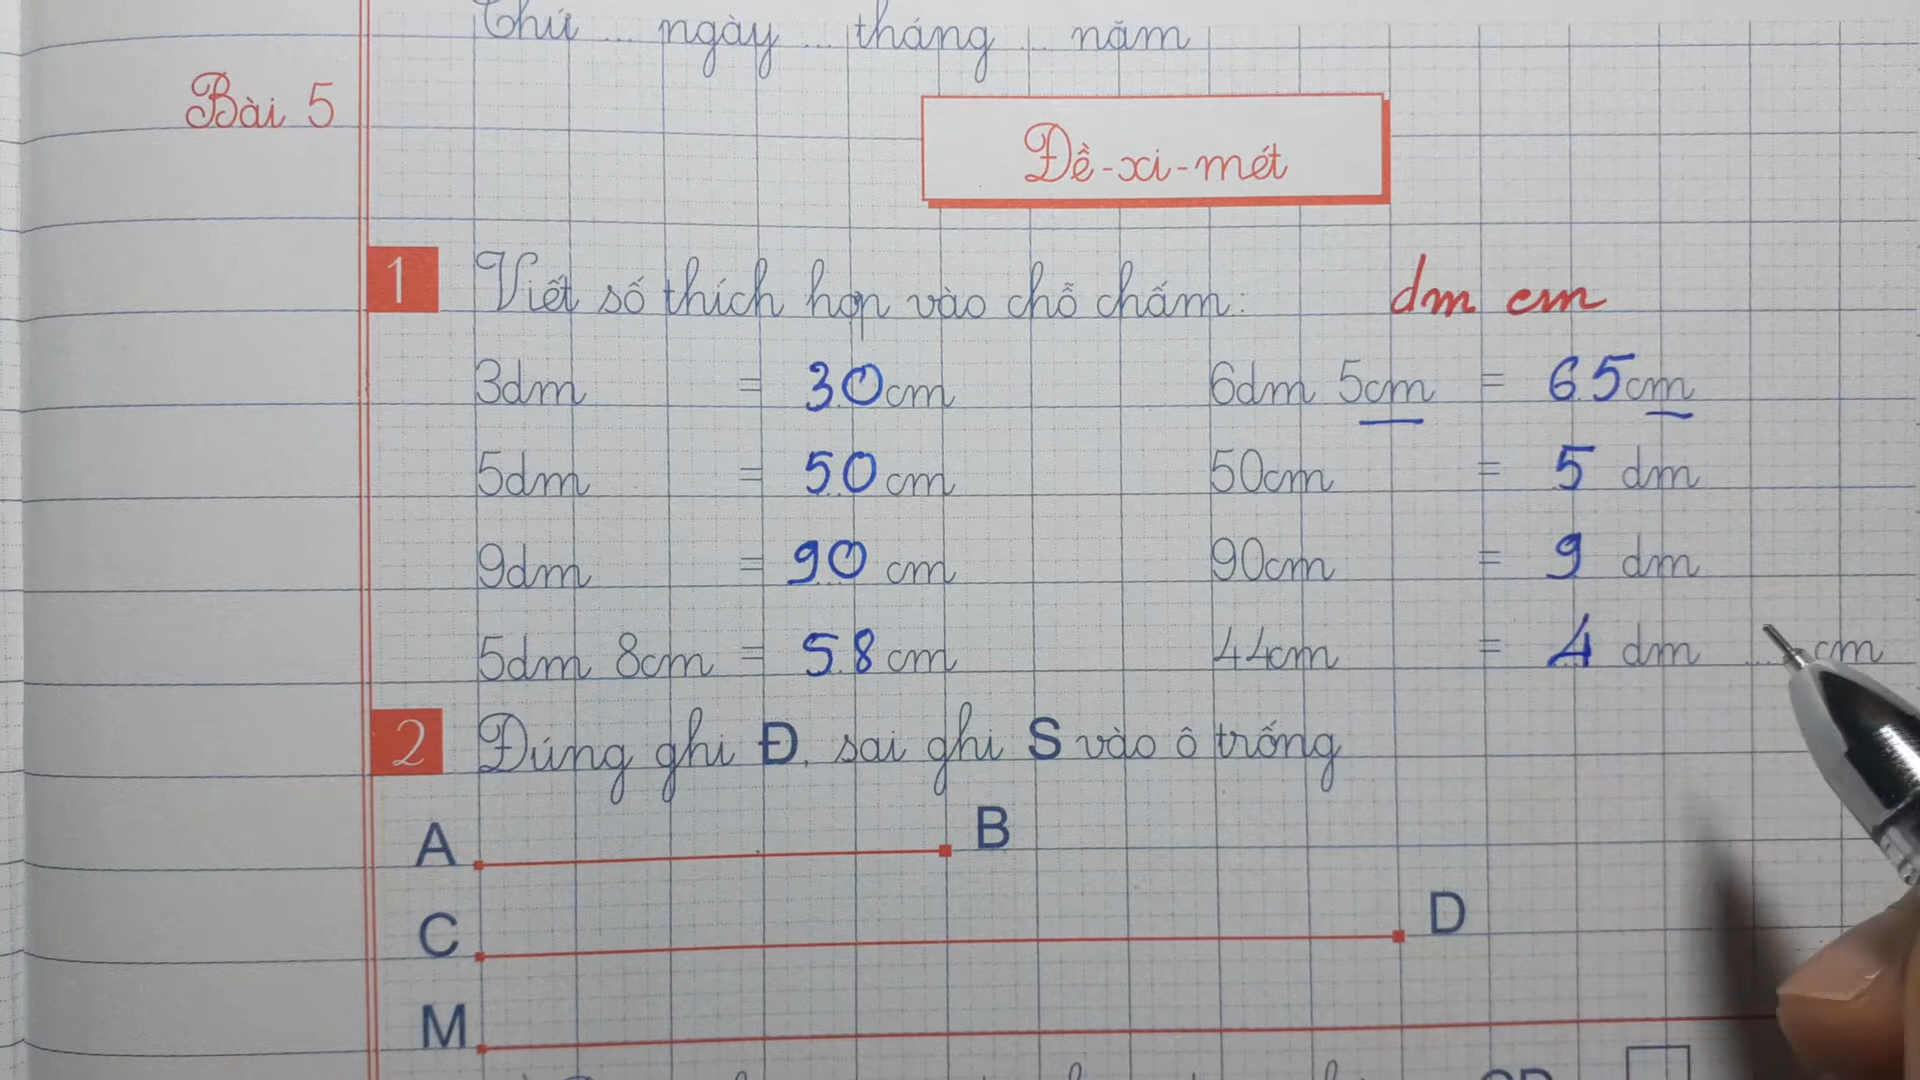 Thứ ... ngày ... tháng ... năm
Bài 5
Đề-xi-mét
1 Viết số thích hợp vào chỗ chấm: dm cm
3dm = 30cm 6dm 5cm = 65cm
5dm = 50cm 50cm = 5 dm
9dm = 90 cm 90cm = 9 dm
5dm 8cm = 58cm 44cm = 4 dm ... cm
2 Đúng ghi Đ, sai ghi S vào ô trống
A B
C D
M